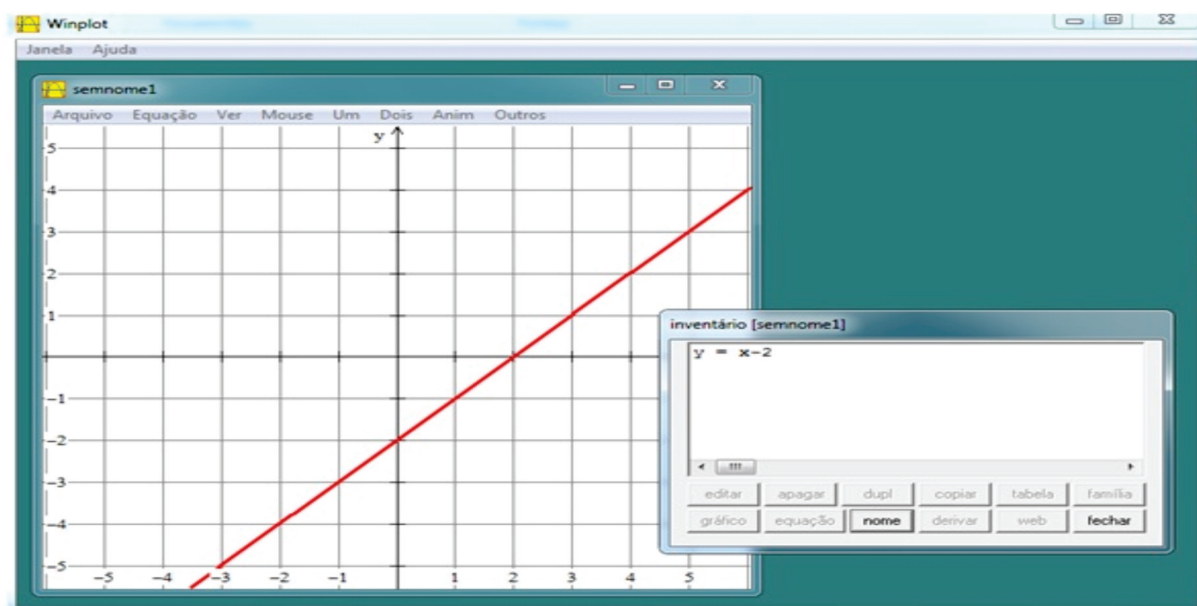 Winplot
Janela Ajuda
semnome1
Arquivo Equação Ver Mouse Um Dois Anim Outros
y
5
4
3
2
1
-1
-2
-3
-4
-5
-5 -4 -3 -2 -1 1 2 3 4 5
inventário [semnome1]
y = x-2
editar apagar dupl copiar tabela família
gráfico equação nome derivar web fechar